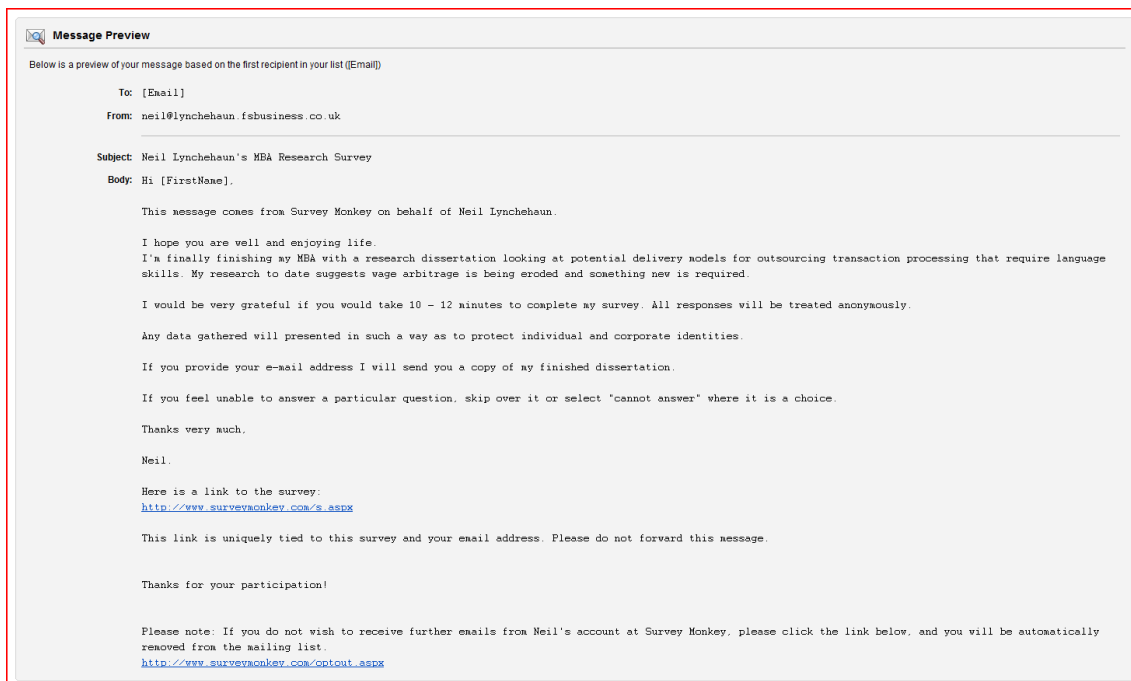 Message Preview
Below is a preview of your message based on the first recipient in your list ([Email])
To: [Email]
From: neil@lynchehaun.fsbusiness.co.uk
Subject: Neil Lynchehaun's MBA Research Survey
Body: Hi [FirstName],
This message comes from Survey Monkey on behalf of Neil Lynchehaun.
I hope you are well and enjoying life.
I'm finally finishing my MBA with a research dissertation looking at potential delivery models for outsourcing transaction processing that require language
skills. My research to date suggests wage arbitrage is being eroded and something new is required.
I would be very grateful if you would take 10 - 12 minutes to complete my survey. All responses will be treated anonymously.
Any data gathered will presented in such a way as to protect individual and corporate identities.
If you provide your e-mail address I will send you a copy of my finished dissertation.
If you feel unable to answer a particular question, skip over it or select "cannot answer" where it is a choice.
Thanks very much,
Neil.
Here is a link to the survey:
http://www.surveymonkey.com/s.aspx
This link is uniquely tied to this survey and your email address. Please do not forward this message.
Thanks for your participation!
Please note: If you do not wish to receive further emails from Neil's account at Survey Monkey, please click the link below, and you will be automatically
removed from the mailing list.
http://www.surveymonkey.com/optout.aspx